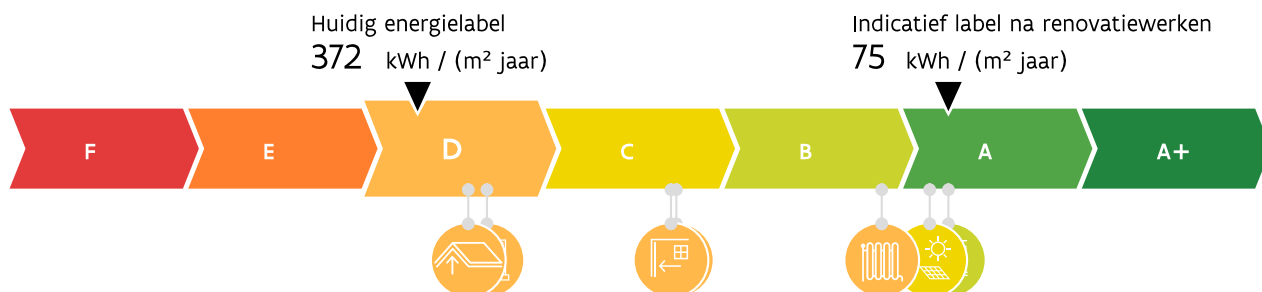 Huidig energielabel
372 kWh / (m² jaar)
Indicatief label na renovatiewerken
75 kWh / (m² jaar)
F E D C B A A+